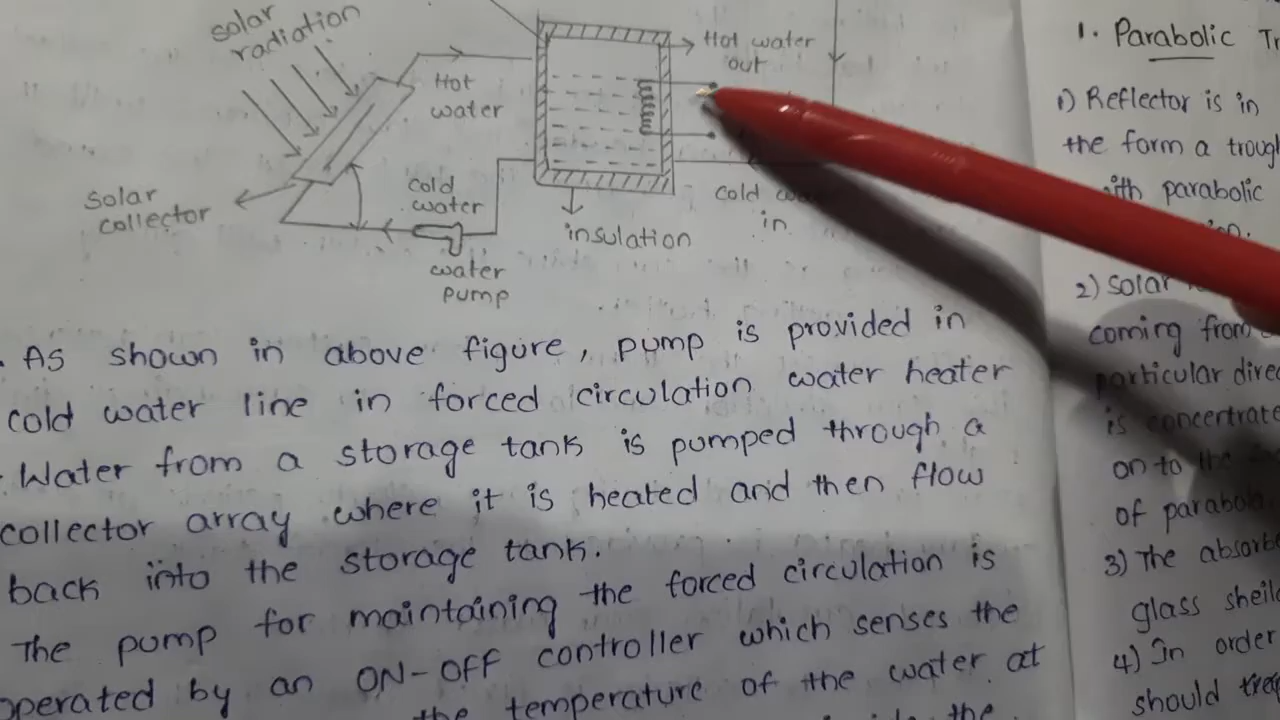 solar
radiation
Hot
water
Hot water
out
solar
collector
cold
water
water
pump
insulation
cold
in
. As shown in above figure, pump is provided in
cold water line in forced circulation water heater
. Water from a storage tank is pumped through a
collector array where it is heated and then flow
back into the storage tank.
The pump for maintaining the forced circulation is
operated by an ON-OFF controller which senses the
the temperature of the water at
the
1. Parabolic
1) Reflector is in
the form a trough
with parabolic
2) Solar
coming from
particular
is
on to the
of parabola
3) The
glass
4) In order
should